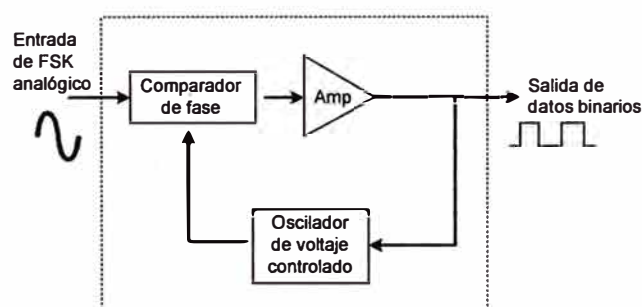 Entrada
de FSK
analógico
Comparador
de fase
Amp
Salida de
datos binarios
Oscilador
de voltaje
controlado